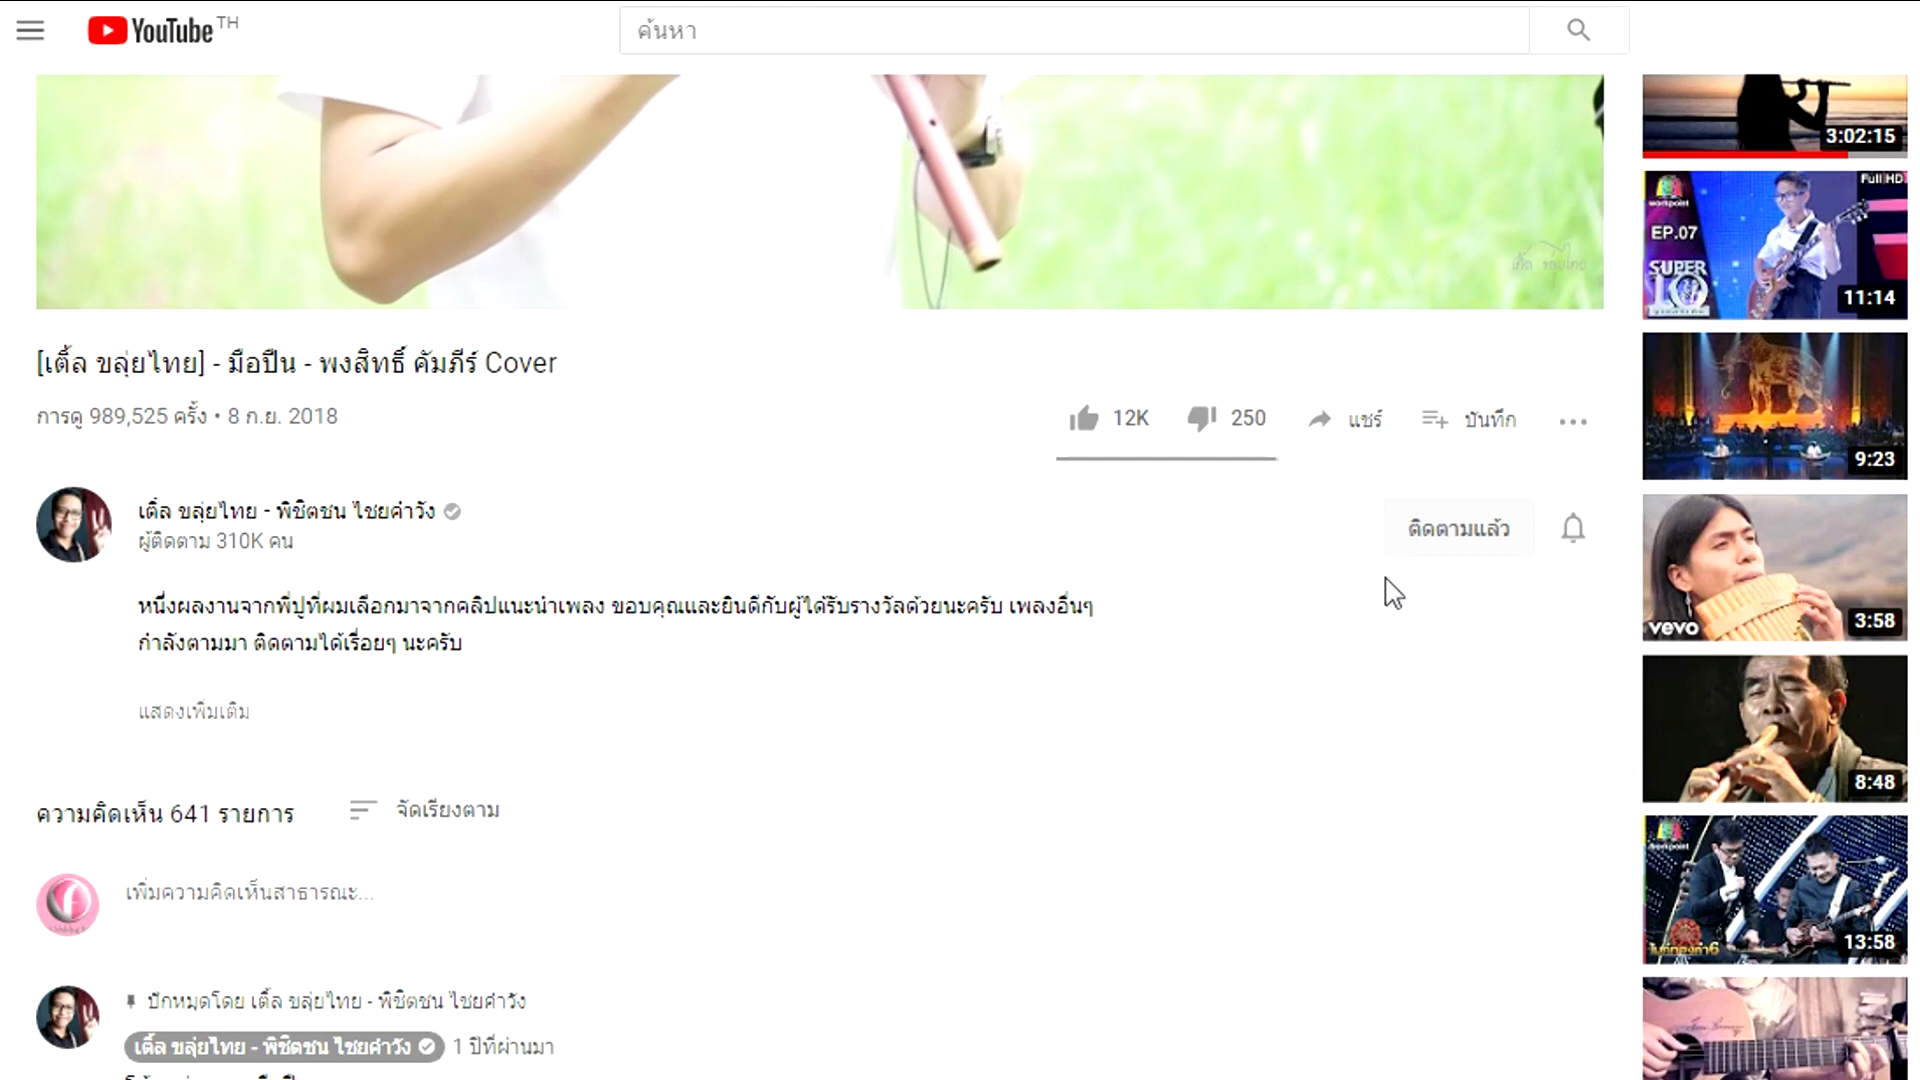 YouTube TH
ค้นหา
3:02:15
Full HD
workpoint
EP.07
SUPER
10
11:14
[เติ้ล ขลุ่ยไทย] - มือปืน - พงสิทธิ์ คัมภีร์ Cover
การดู 989,525 ครั้ง • 8 ก.ย. 2018
12K
250
แชร์
บันทึก
9:23
เติ้ล ขลุ่ยไทย - พิชิตชน ไชยคำวัง
ผู้ติดตาม 310K คน
ติดตามแล้ว
vevo
3:58
หนึ่งผลงานจากพี่ปูที่ผมเลือกมาจากคลิปแนะนำเพลง ขอบคุณและยินดีกับผู้ได้รับรางวัลด้วยนะครับ เพลงอื่นๆ
กำลังตามมา ติดตามได้เรื่อยๆ นะครับ
แสดงเพิ่มเติม
8:48
ความคิดเห็น 641 รายการ
จัดเรียงตาม
workpoint
เพิ่มความคิดเห็นสาธารณะ...
13:58
ปักหมุดโดย เติ้ล ขลุ่ยไทย - พิชิตชน ไชยคำวัง
เติ้ล ขลุ่ยไทย - พิชิตชน ไชยคำวัง 1 ปีที่ผ่านมา